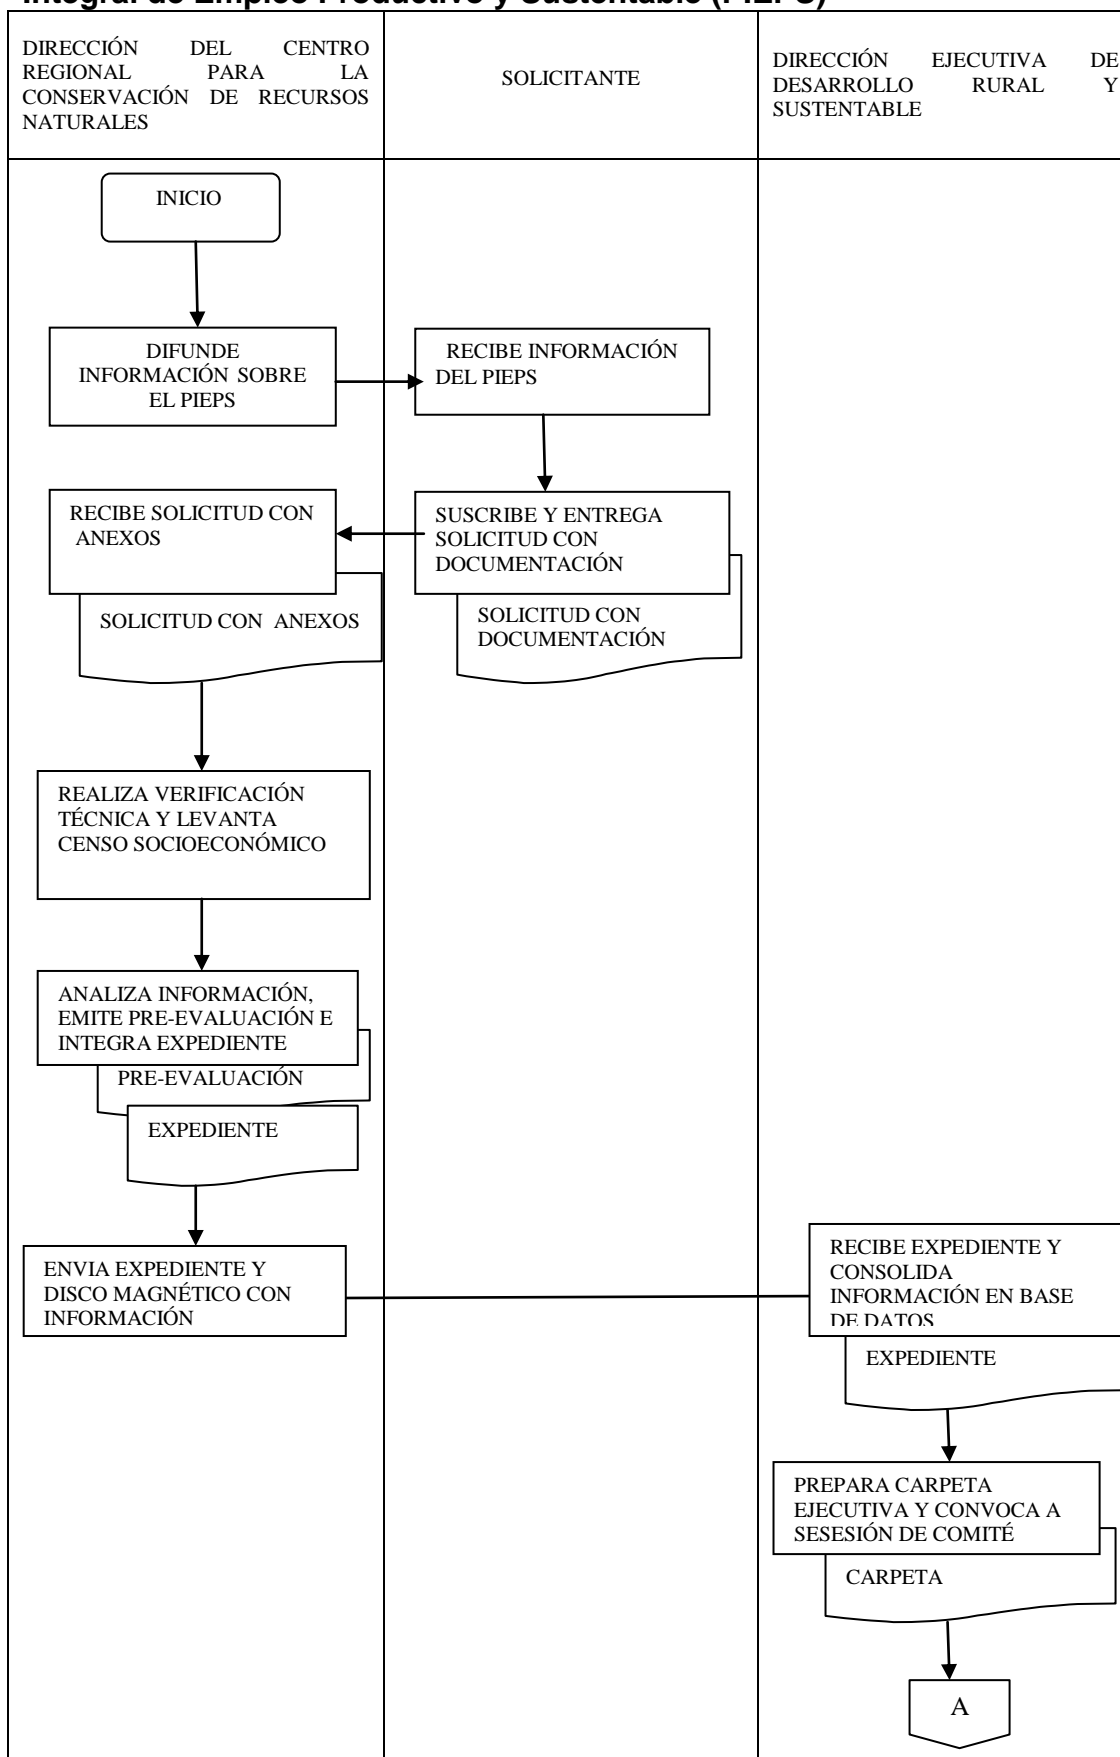 Integral de Empleo Productivo y Sustentable (PIEPS)
DIRECCIÓN DEL CENTRO
REGIONAL PARA LA
CONSERVACIÓN DE RECURSOS
NATURALES
SOLICITANTE
DIRECCIÓN EJECUTIVA DE
DESARROLLO RURAL Y
SUSTENTABLE
INICIO
DIFUNDE
INFORMACIÓN SOBRE
EL PIEPS
RECIBE INFORMACIÓN
DEL PIEPS
RECIBE SOLICITUD CON
ANEXOS
SOLICITUD CON ANEXOS
SUSCRIBE Y ENTREGA
SOLICITUD CON
DOCUMENTACIÓN
SOLICITUD CON
DOCUMENTACIÓN
REALIZA VERIFICACIÓN
TÉCNICA Y LEVANTA
CENSO SOCIOECONÓMICO
ANALIZA INFORMACIÓN,
EMITE PRE-EVALUACIÓN E
INTEGRA EXPEDIENTE
PRE-EVALUACIÓN
EXPEDIENTE
ENVIA EXPEDIENTE Y
DISCO MAGNÉTICO CON
INFORMACIÓN
RECIBE EXPEDIENTE Y
CONSOLIDA
INFORMACIÓN EN BASE
DE DATOS
EXPEDIENTE
PREPARA CARPETA
EJECUTIVA Y CONVOCA A
SESESIÓN DE COMITÉ
CARPETA
A